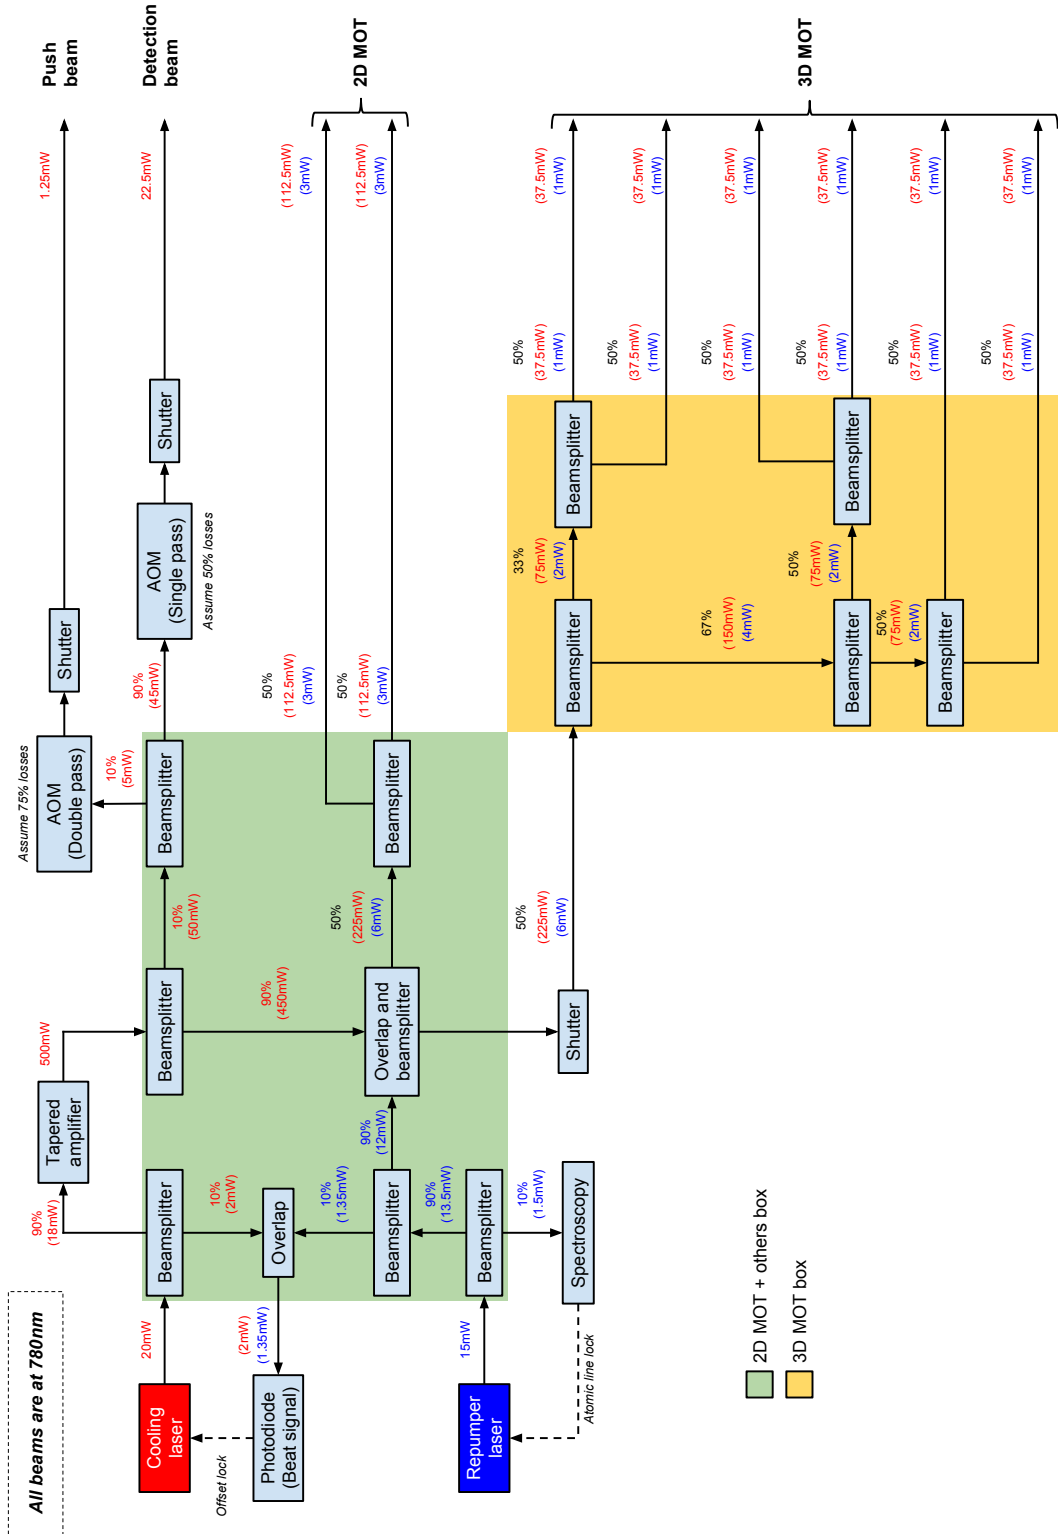 All beams are at 780nm
Cooling
laser
20mW
Offset lock
Photodiode
(Beat signal)
(2mW)
(1.35mW)
Repumper
laser
15mW
Atomic line lock
Spectroscopy
Beamsplitter
90%
(18mW)
10%
(2mW)
Overlap
10%
(1.35mW)
Beamsplitter
90%
(13.5mW)
Beamsplitter
10%
(1.5mW)
90%
(12mW)
Tapered
amplifier
500mW
Beamsplitter
90%
(450mW)
10%
(50mW)
Overlap and
beamsplitter
Shutter
50%
(225mW)
(6mW)
50%
(225mW)
(6mW)
Beamsplitter
10%
(5mW)
90%
(45mW)
Assume 75% losses
AOM
(Double pass)
Shutter
1.25mW
Push
beam
AOM
(Single pass)
Assume 50% losses
Shutter
22.5mW
Detection
beam
Beamsplitter
50%
(112.5mW)
(3mW)
50%
(112.5mW)
(3mW)
(112.5mW)
(3mW)
(112.5mW)
(3mW)
2D MOT
Beamsplitter
33%
(75mW)
(2mW)
67%
(150mW)
(4mW)
Beamsplitter
Beamsplitter
50%
(75mW)
(2mW)
50%
(75mW)
(2mW)
Beamsplitter
Beamsplitter
50%
(37.5mW)
(1mW)
50%
(37.5mW)
(1mW)
50%
(37.5mW)
(1mW)
50%
(37.5mW)
(1mW)
50%
(37.5mW)
(1mW)
50%
(37.5mW)
(1mW)
(37.5mW)
(1mW)
(37.5mW)
(1mW)
(37.5mW)
(1mW)
(37.5mW)
(1mW)
(37.5mW)
(1mW)
(37.5mW)
(1mW)
3D MOT
2D MOT + others box
3D MOT box